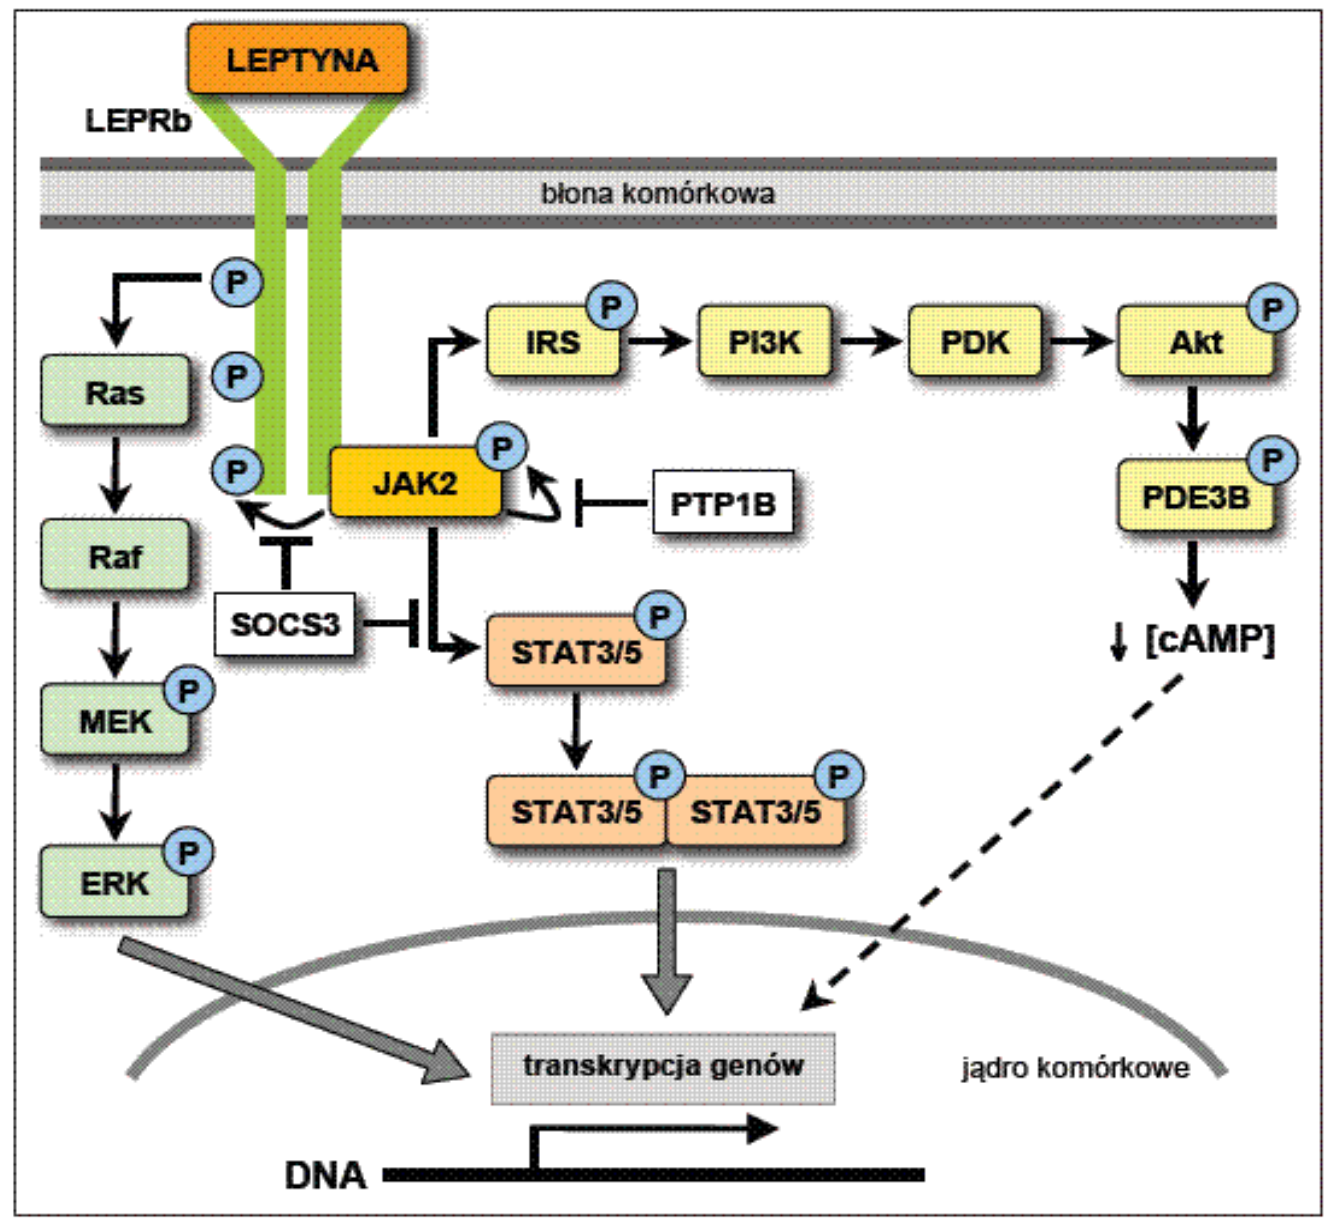 LEPTYNA
LEPRb
błona komórkowa
P
P
P
Ras
Raf
MEK
P
ERK
P
JAK2
P
PTP1B
SOCS3
IRS
P
PI3K
PDK
Akt
P
PDE3B
P
↓ [cAMP]
STAT3/5
P
STAT3/5
P
STAT3/5
P
transkrypcja genów
jądro komórkowe
DNA